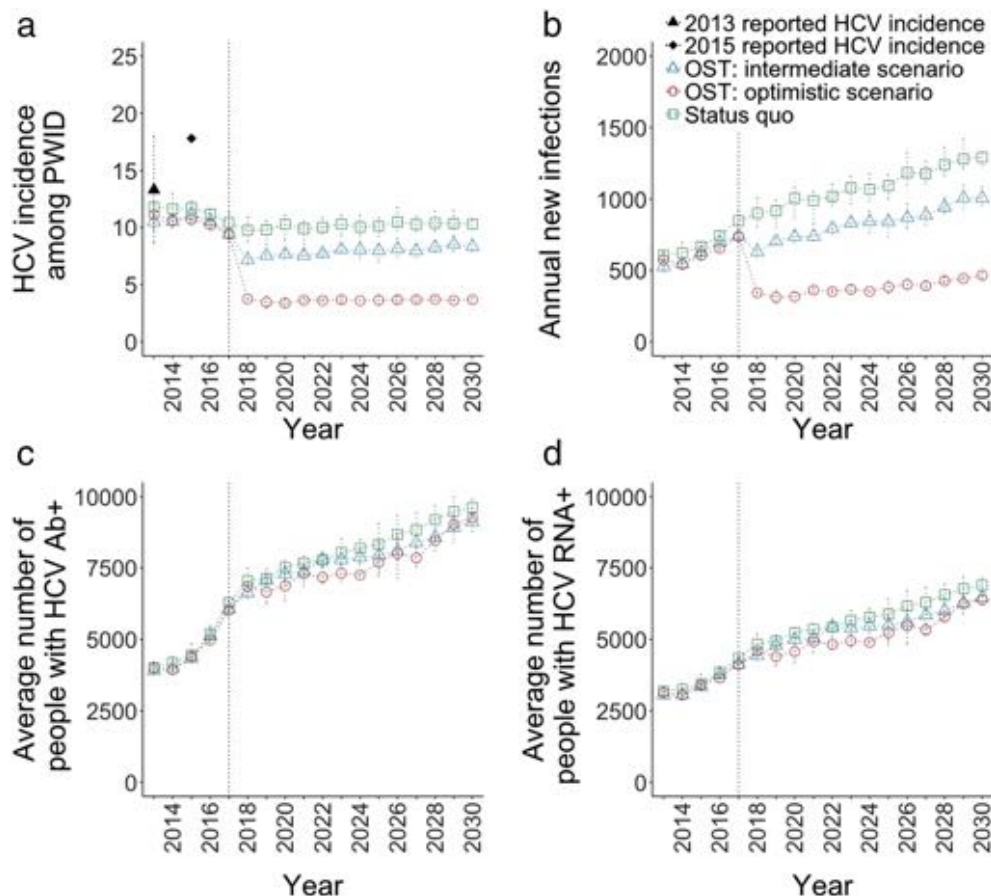 a
HCV incidence
among PWID
25
20
15
10
5
0
2014
2016
2018
2020
2022
2024
2026
2028
2030
Year
b
▲ 2013 reported HCV incidence
◆ 2015 reported HCV incidence
△ OST: intermediate scenario
○ OST: optimistic scenario
□ Status quo
Annual new infections
2000
1500
1000
500
0
2014
2016
2018
2020
2022
2024
2026
2028
2030
Year
c
Average number of
people with HCV Ab+
10000
7500
5000
2500
0
2014
2016
2018
2020
2022
2024
2026
2028
2030
Year
d
Average number of
people with HCV RNA+
10000
7500
5000
2500
0
2014
2016
2018
2020
2022
2024
2026
2028
2030
Year